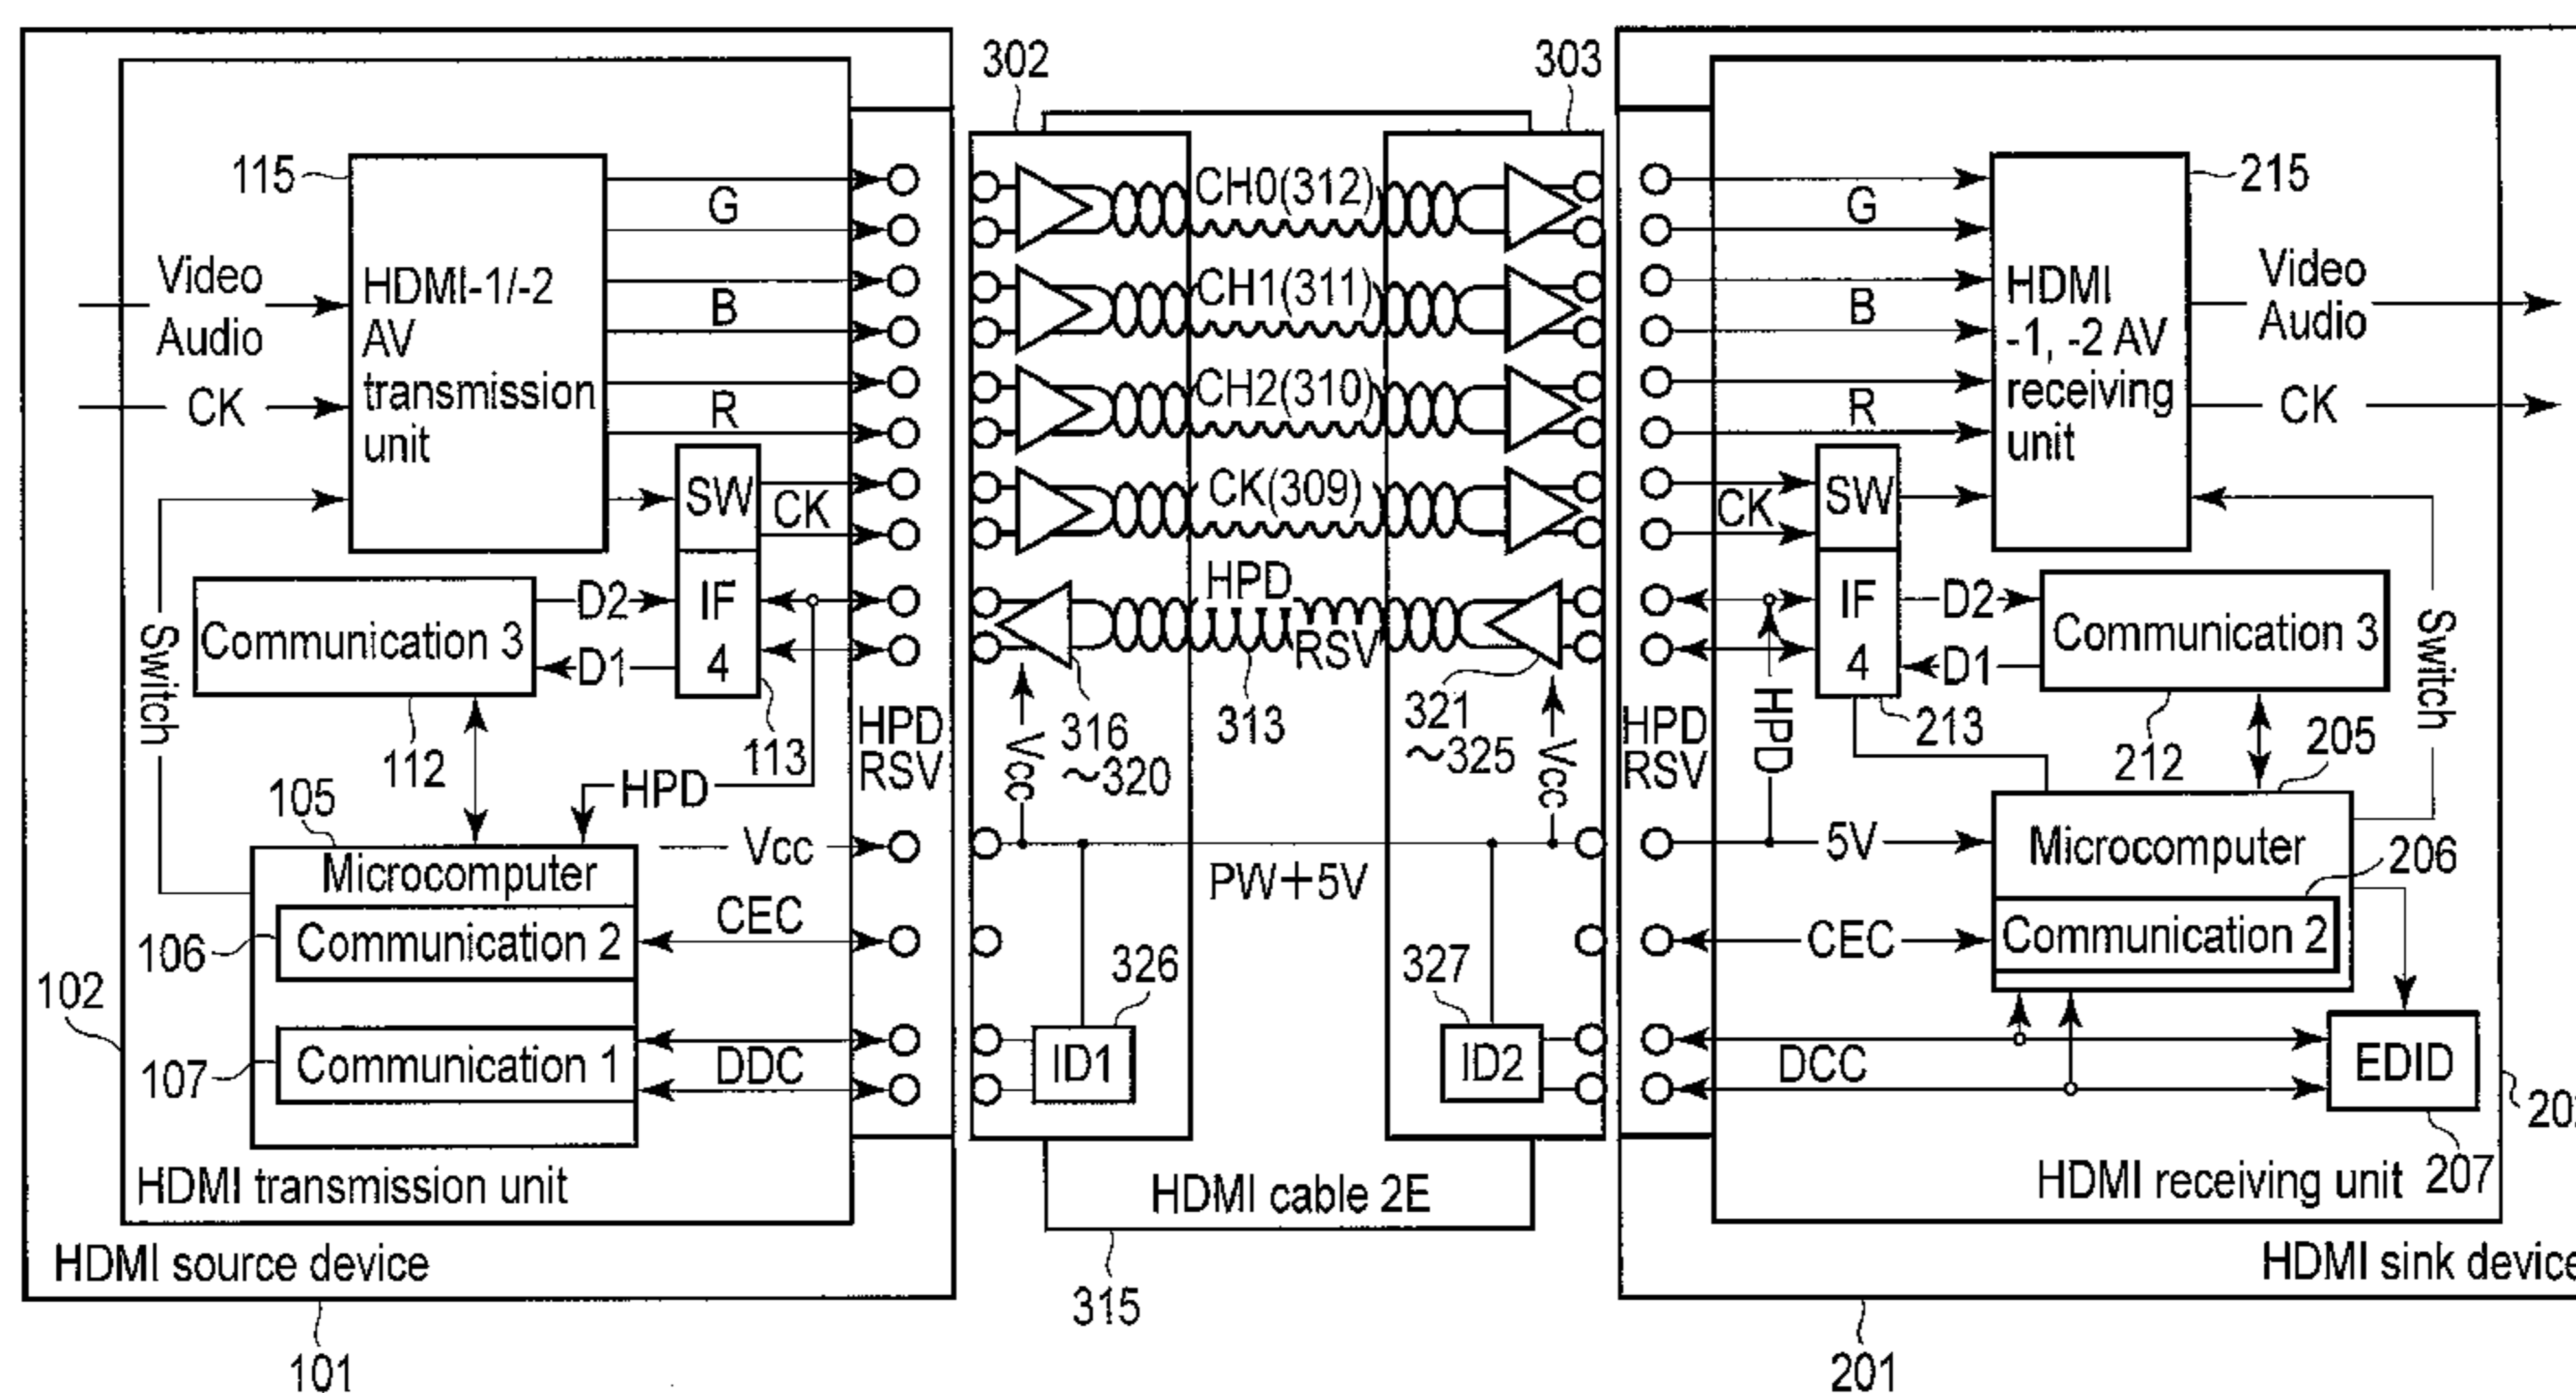 302
303
115
HDMI-1/-2
AV
transmission
unit
Video
Audio
CK
G
B
R
SW
CK
IF
4
113
Communication 3
D2
D1
112
Switch
HPD
105
Microcomputer
Communication 2
106
Communication 1
107
102
Vcc
CEC
DDC
HPD
RSV
HDMI transmission unit
HDMI source device
101
CH0(312)
CH1(311)
CH2(310)
CK(309)
HPD
RSV
313
316
~320
321
~325
Vcc
Vcc
PW+5V
326
ID1
327
ID2
HDMI cable 2E
315
HPD
RSV
G
B
R
CK
SW
IF
4
213
215
HDMI
-1, -2 AV
receiving
unit
Video
Audio
CK
D2
D1
Communication 3
212
Switch
HPD
205
5V
Microcomputer
206
Communication 2
CEC
DCC
EDID
207
HDMI receiving unit
HDMI sink device
201